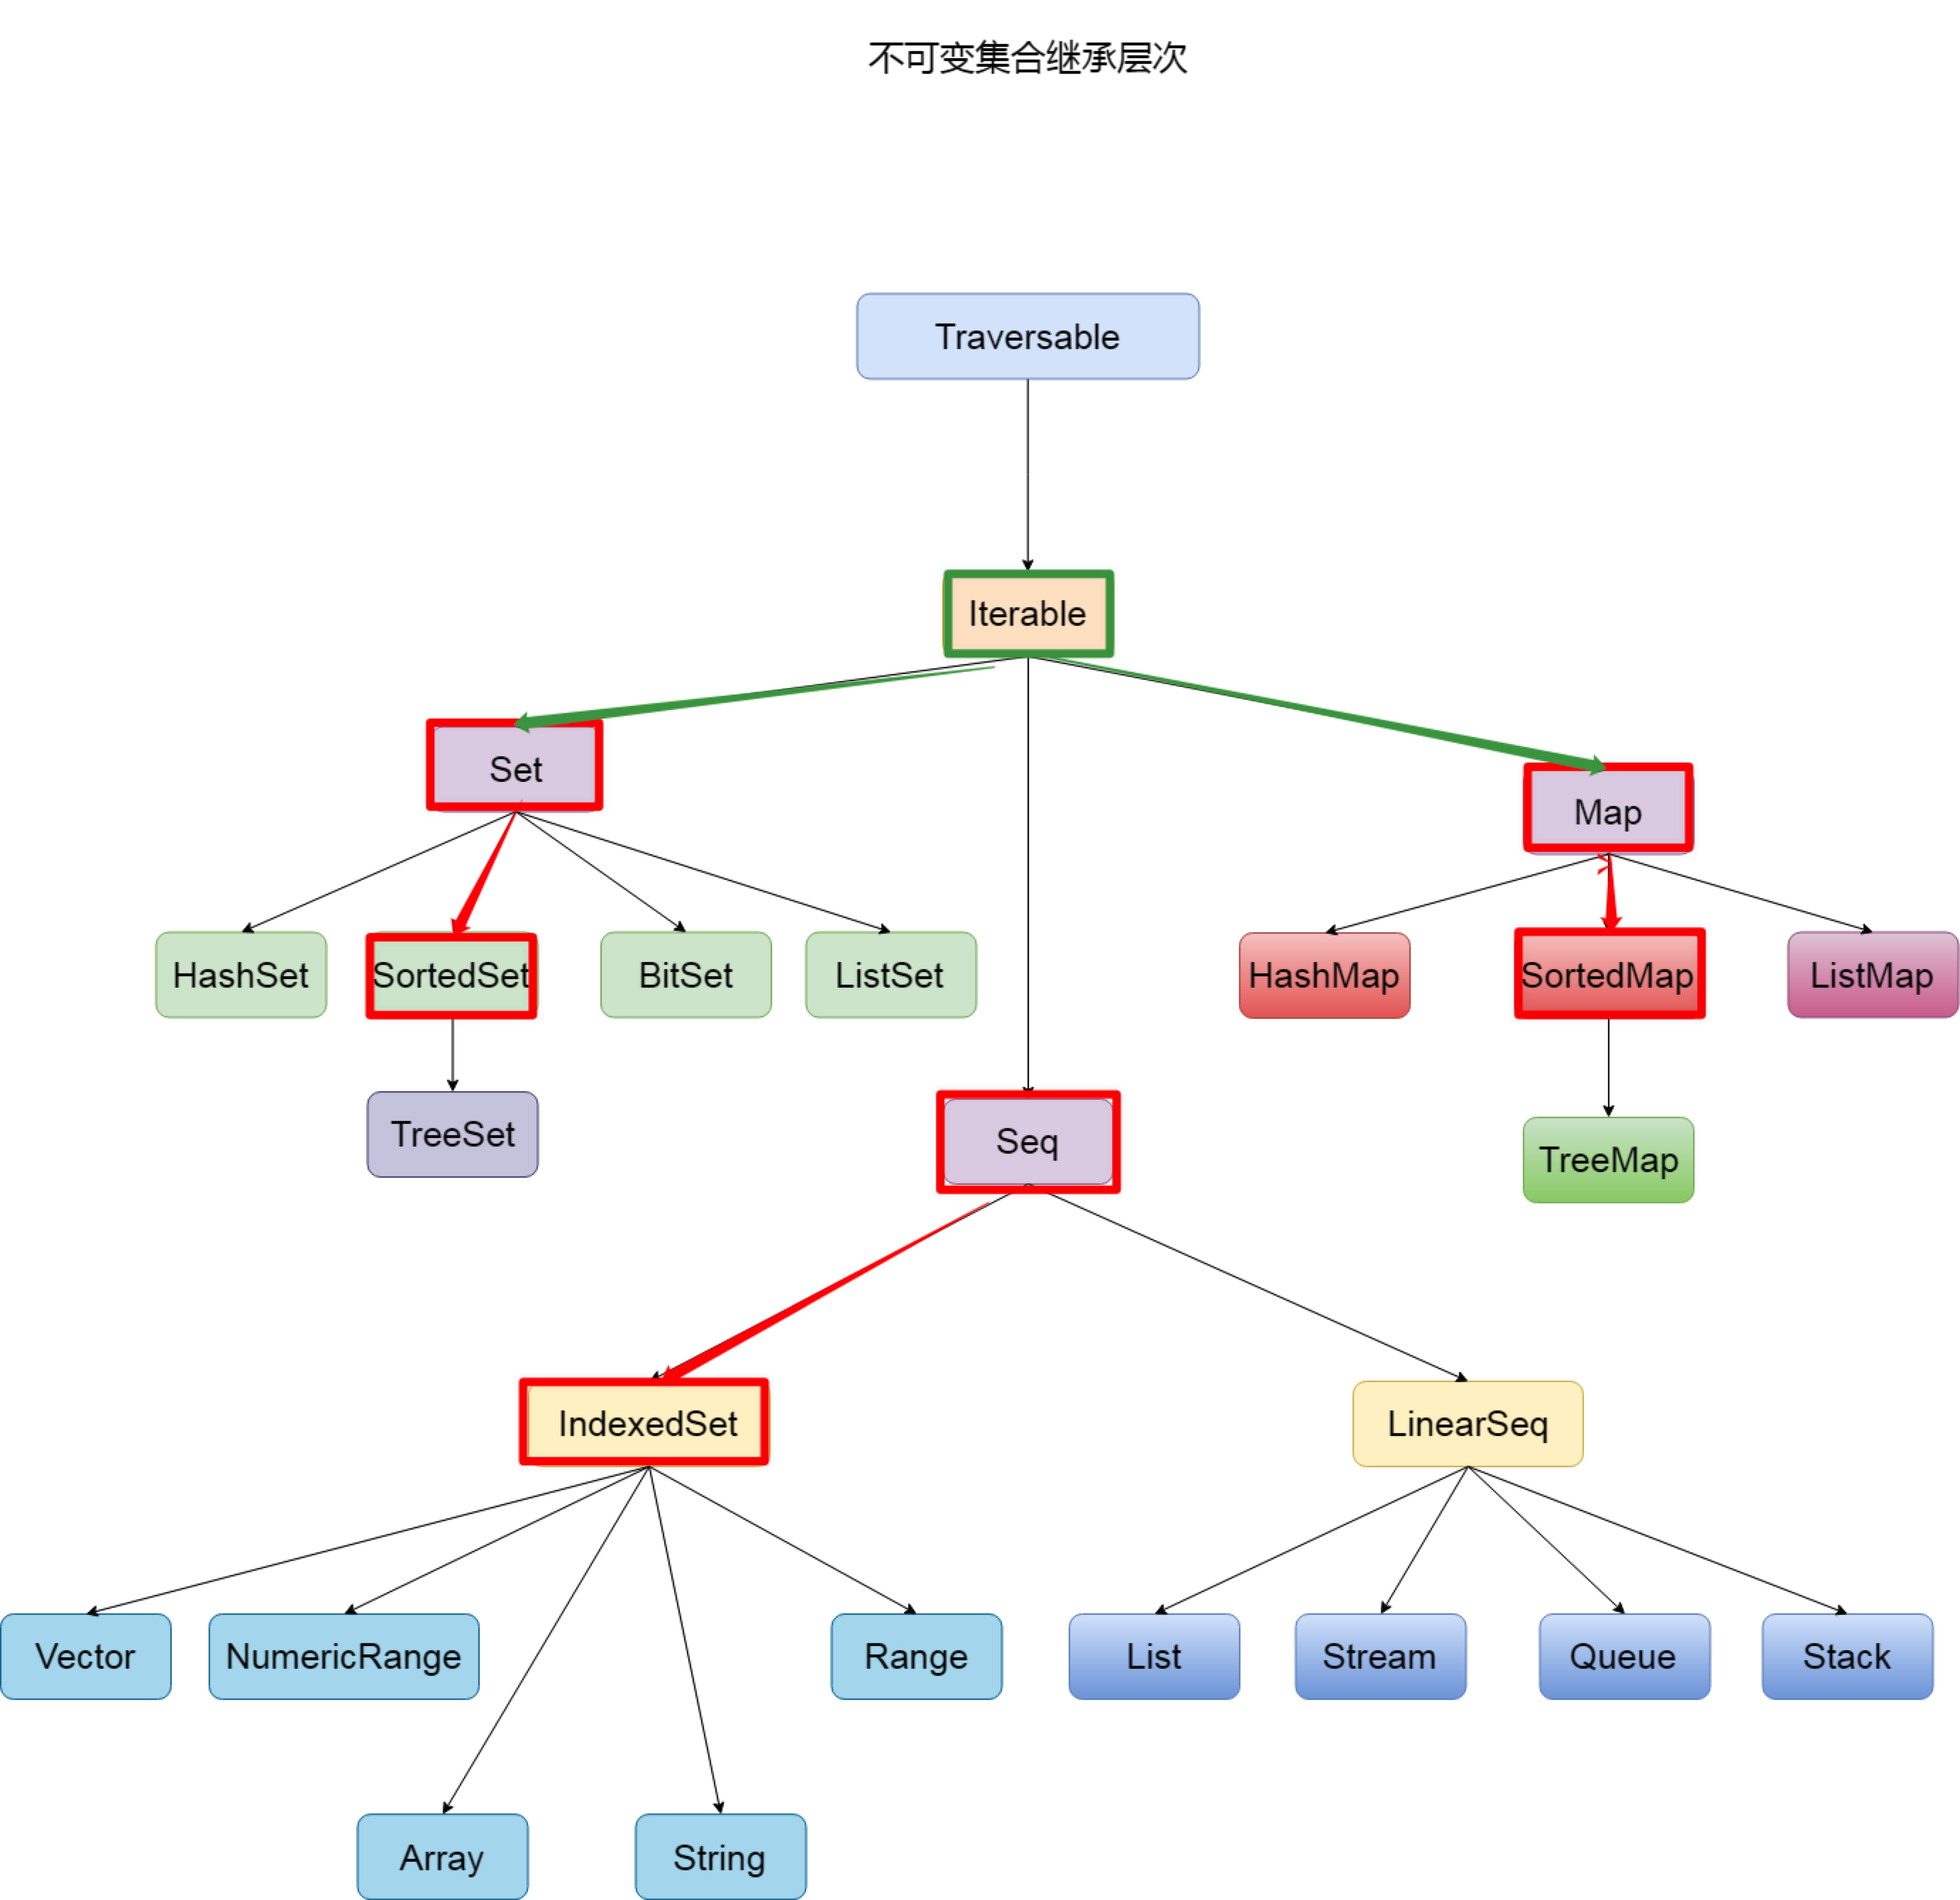 不可变集合继承层次
Traversable
Iterable
Set
Map
HashSet
SortedSet
BitSet
ListSet
HashMap
SortedMap
ListMap
TreeSet
Seq
TreeMap
IndexedSet
LinearSeq
Vector
NumericRange
Range
List
Stream
Queue
Stack
Array
String